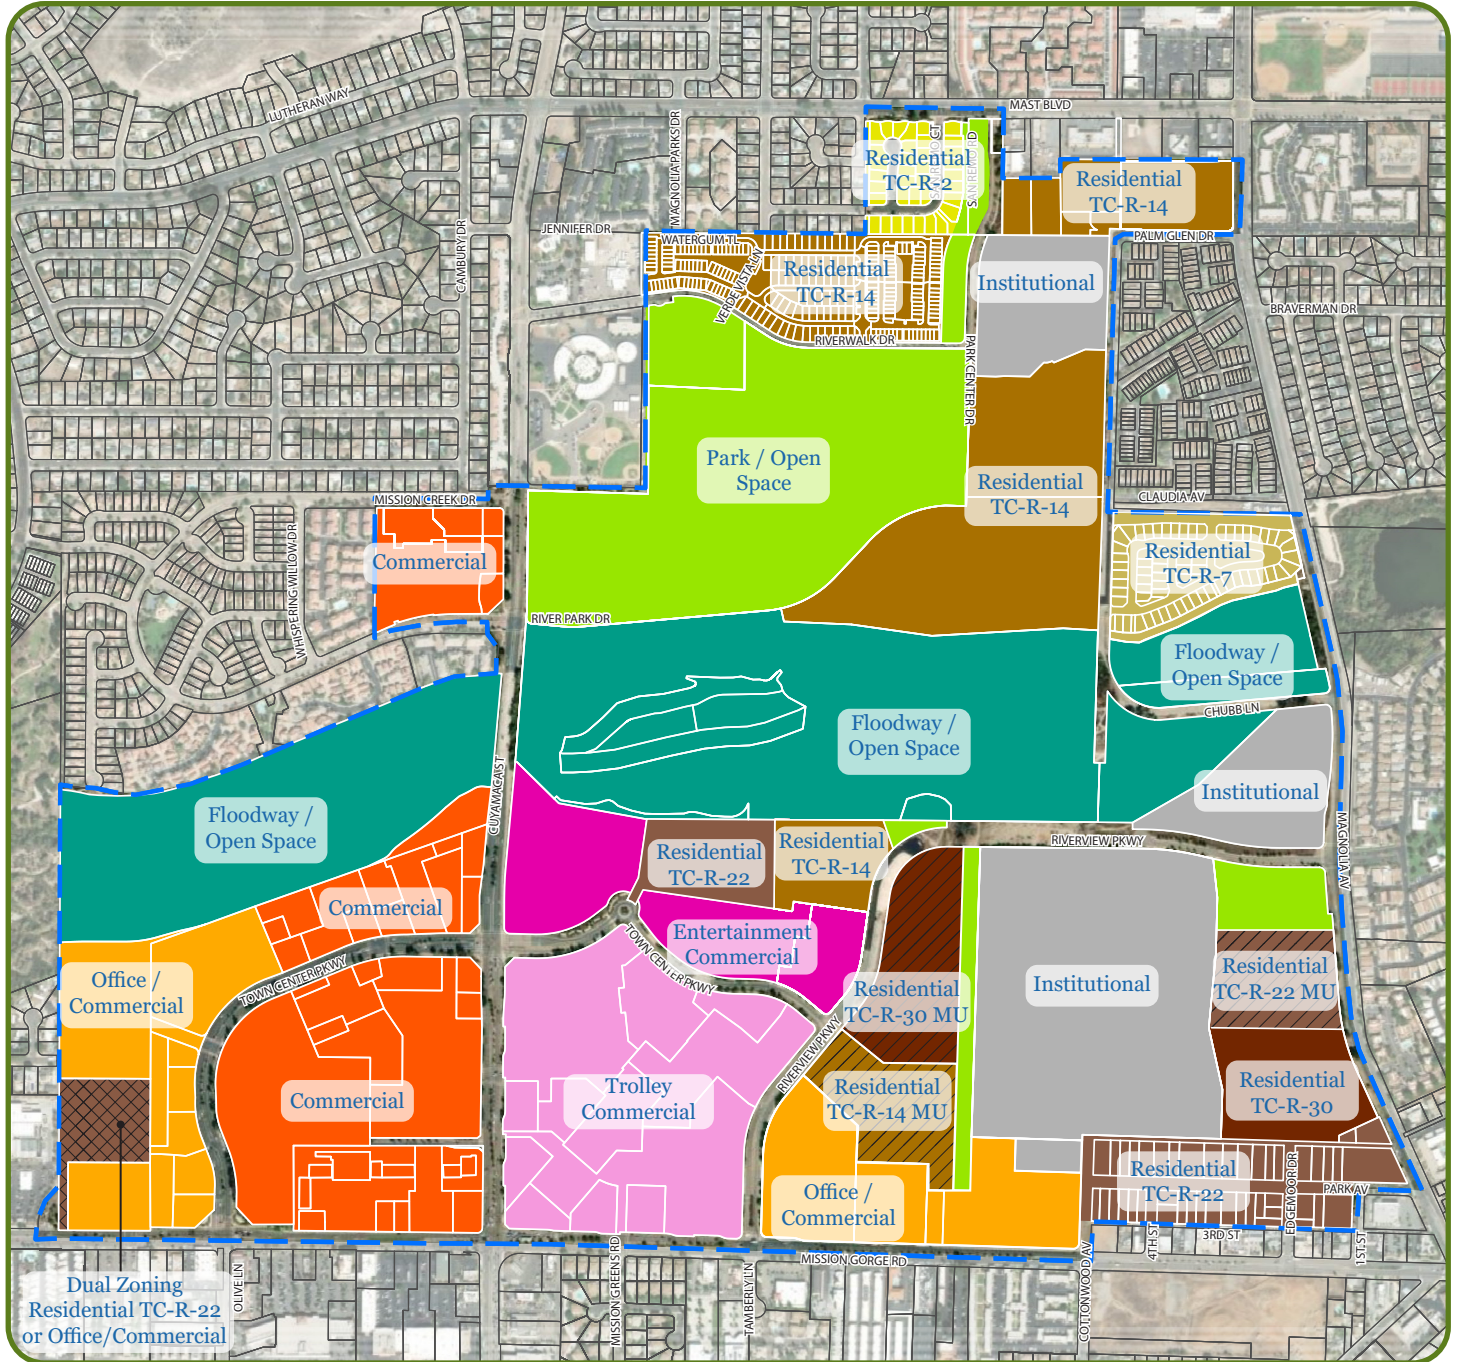 MAST BLVD
LUTHERAN WAY
MAGNOLIA PARKS DR
SAN REMO RD
Residential
TC-R-2
Residential
TC-R-14
CAMBURY DR
JENNIFER DR
WATERGUM TL
PALM GLEN DR
VERDE VISTA LN
Residential
TC-R-14
Institutional
BRAVERMAN DR
RIVERWALK DR
PARK CENTER DR
Park / Open
Space
Residential
TC-R-14
MISSION CREEK DR
CLAUDIA AV
WHISPERING WILLOW DR
Commercial
Residential
TC-R-7
RIVER PARK DR
Floodway /
Open Space
CHUBB LN
Floodway /
Open Space
CUYAMACA ST
Institutional
MAGNOLIA AV
Floodway /
Open Space
RIVERVIEW PKWY
Residential
TC-R-22
Residential
TC-R-14
Commercial
Entertainment
Commercial
TOWN CENTER PKWY
TOWN CENTER PKWY
Office /
Commercial
Residential
TC-R-30 MU
Institutional
Residential
TC-R-22 MU
RIVERVIEW PKWY
Commercial
Trolley
Commercial
Residential
TC-R-14 MU
Residential
TC-R-30
Residential
TC-R-22
EDGEMOOR DR
PARK AV
Office /
Commercial
4TH ST
3RD ST
1ST ST
MISSION GORGE RD
OLIVE LN
MISSION GREENS RD
TAMBERLY LN
COTTONWOOD AV
Dual Zoning
Residential TC-R-22
or Office/Commercial